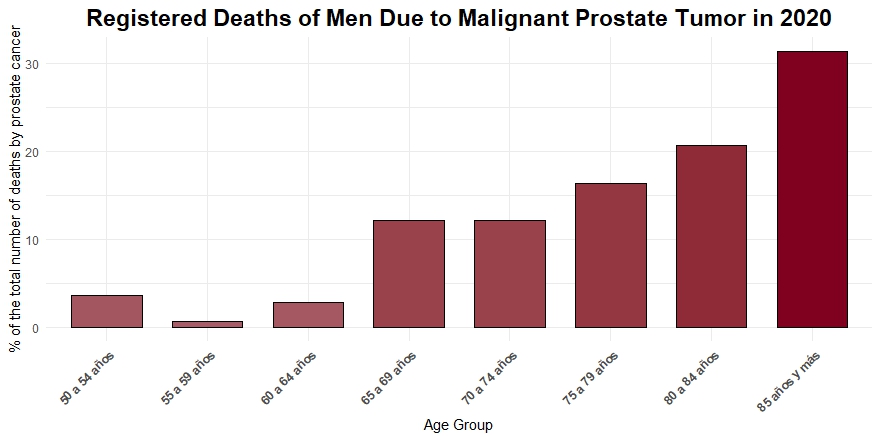 Registered Deaths of Men Due to Malignant Prostate Tumor in 2020
% of the total number of deaths by prostate cancer
30
20
10
0
50 a 54 años
55 a 59 años
60 a 64 años
65 a 69 años
70 a 74 años
75 a 79 años
80 a 84 años
85 años y más
Age Group